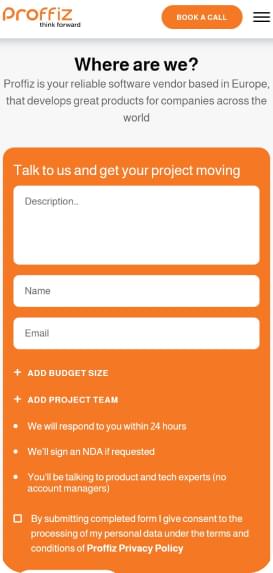 Proffiz
think forward
BOOK A CALL
Where are we?
Proffiz is your reliable software vendor based in Europe,
that develops great products for companies across the
world
Talk to us and get your project moving
Description..
Name
Email
+ ADD BUDGET SIZE
+ ADD PROJECT TEAM
• We will respond to you within 24 hours
• We'll sign an NDA if requested
• You'll be talking to product and tech experts (no
account managers)
By submitting completed form I give consent to the
processing of my personal data under the terms and
conditions of Proffiz Privacy Policy